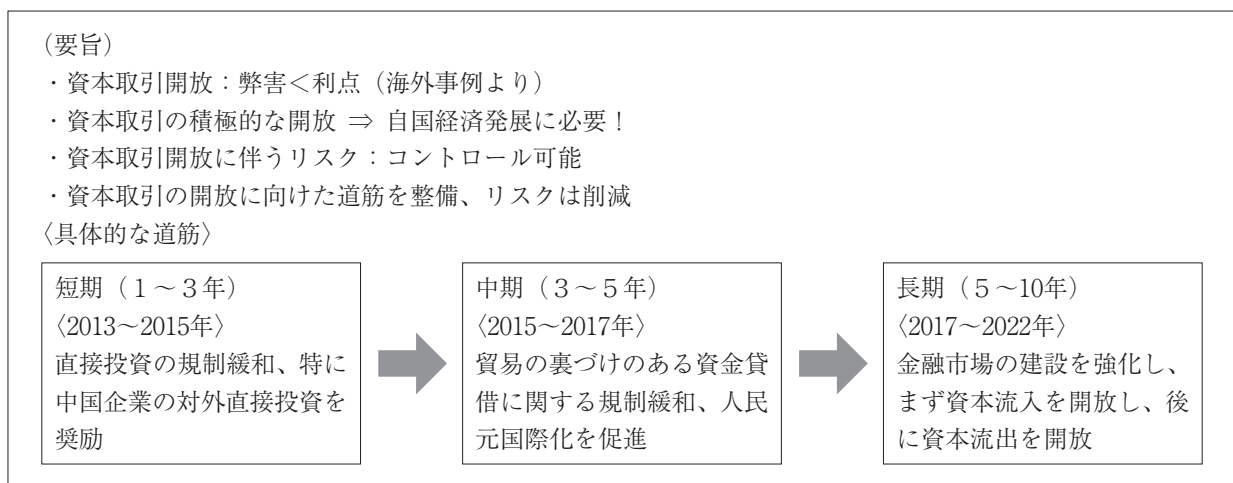 （要旨）
・資本取引開放：弊害＜利点（海外事例より）
・資本取引の積極的な開放 ⇒ 自国経済発展に必要！
・資本取引開放に伴うリスク：コントロール可能
・資本取引の開放に向けた道筋を整備、リスクは削減
〈具体的な道筋〉
短期（１～３年）
〈2013～2015年〉
直接投資の規制緩和、特に
中国企業の対外直接投資を
奨励
中期（３～５年）
〈2015～2017年〉
貿易の裏づけのある資金貸
借に関する規制緩和、人民
元国際化を促進
長期（５～10年）
〈2017～2022年〉
金融市場の建設を強化し、
まず資本流入を開放し、後
に資本流出を開放